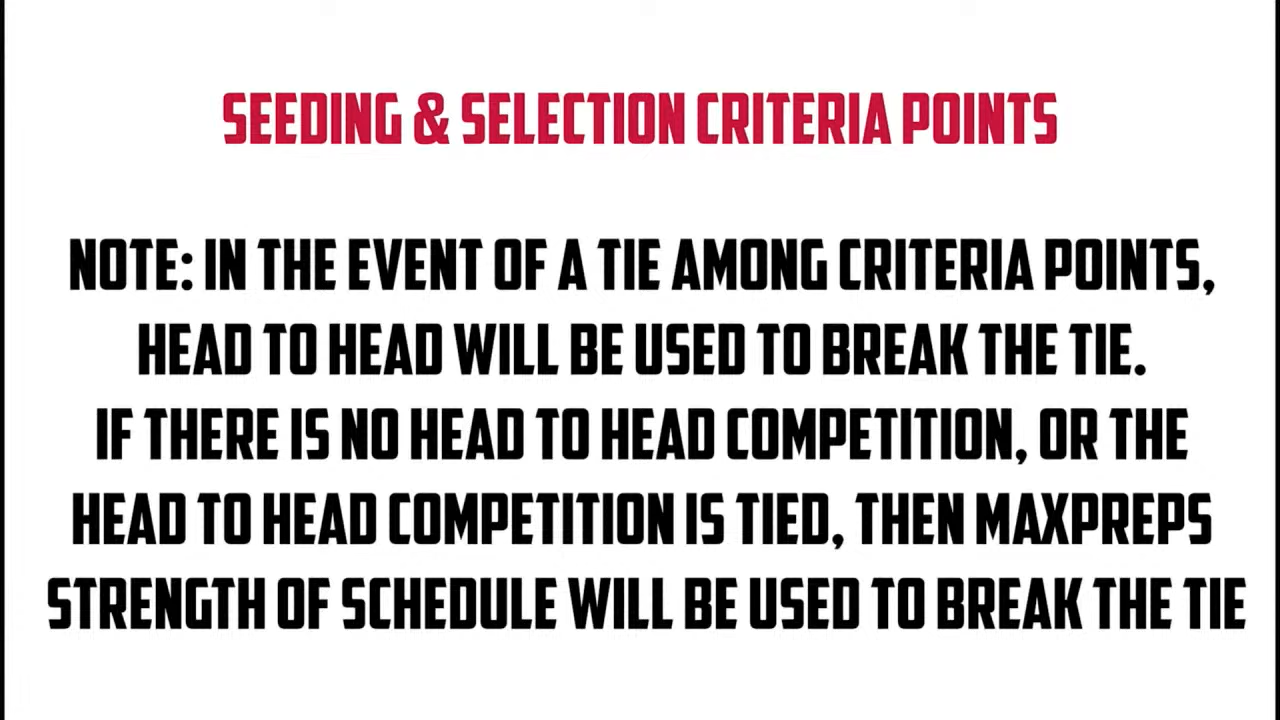 SEEDING & SELECTION CRITERIA POINTS
NOTE: IN THE EVENT OF A TIE AMONG CRITERIA POINTS,
HEAD TO HEAD WILL BE USED TO BREAK THE TIE.
IF THERE IS NO HEAD TO HEAD COMPETITION, OR THE
HEAD TO HEAD COMPETITION IS TIED, THEN MAXPREPS
STRENGTH OF SCHEDULE WILL BE USED TO BREAK THE TIE